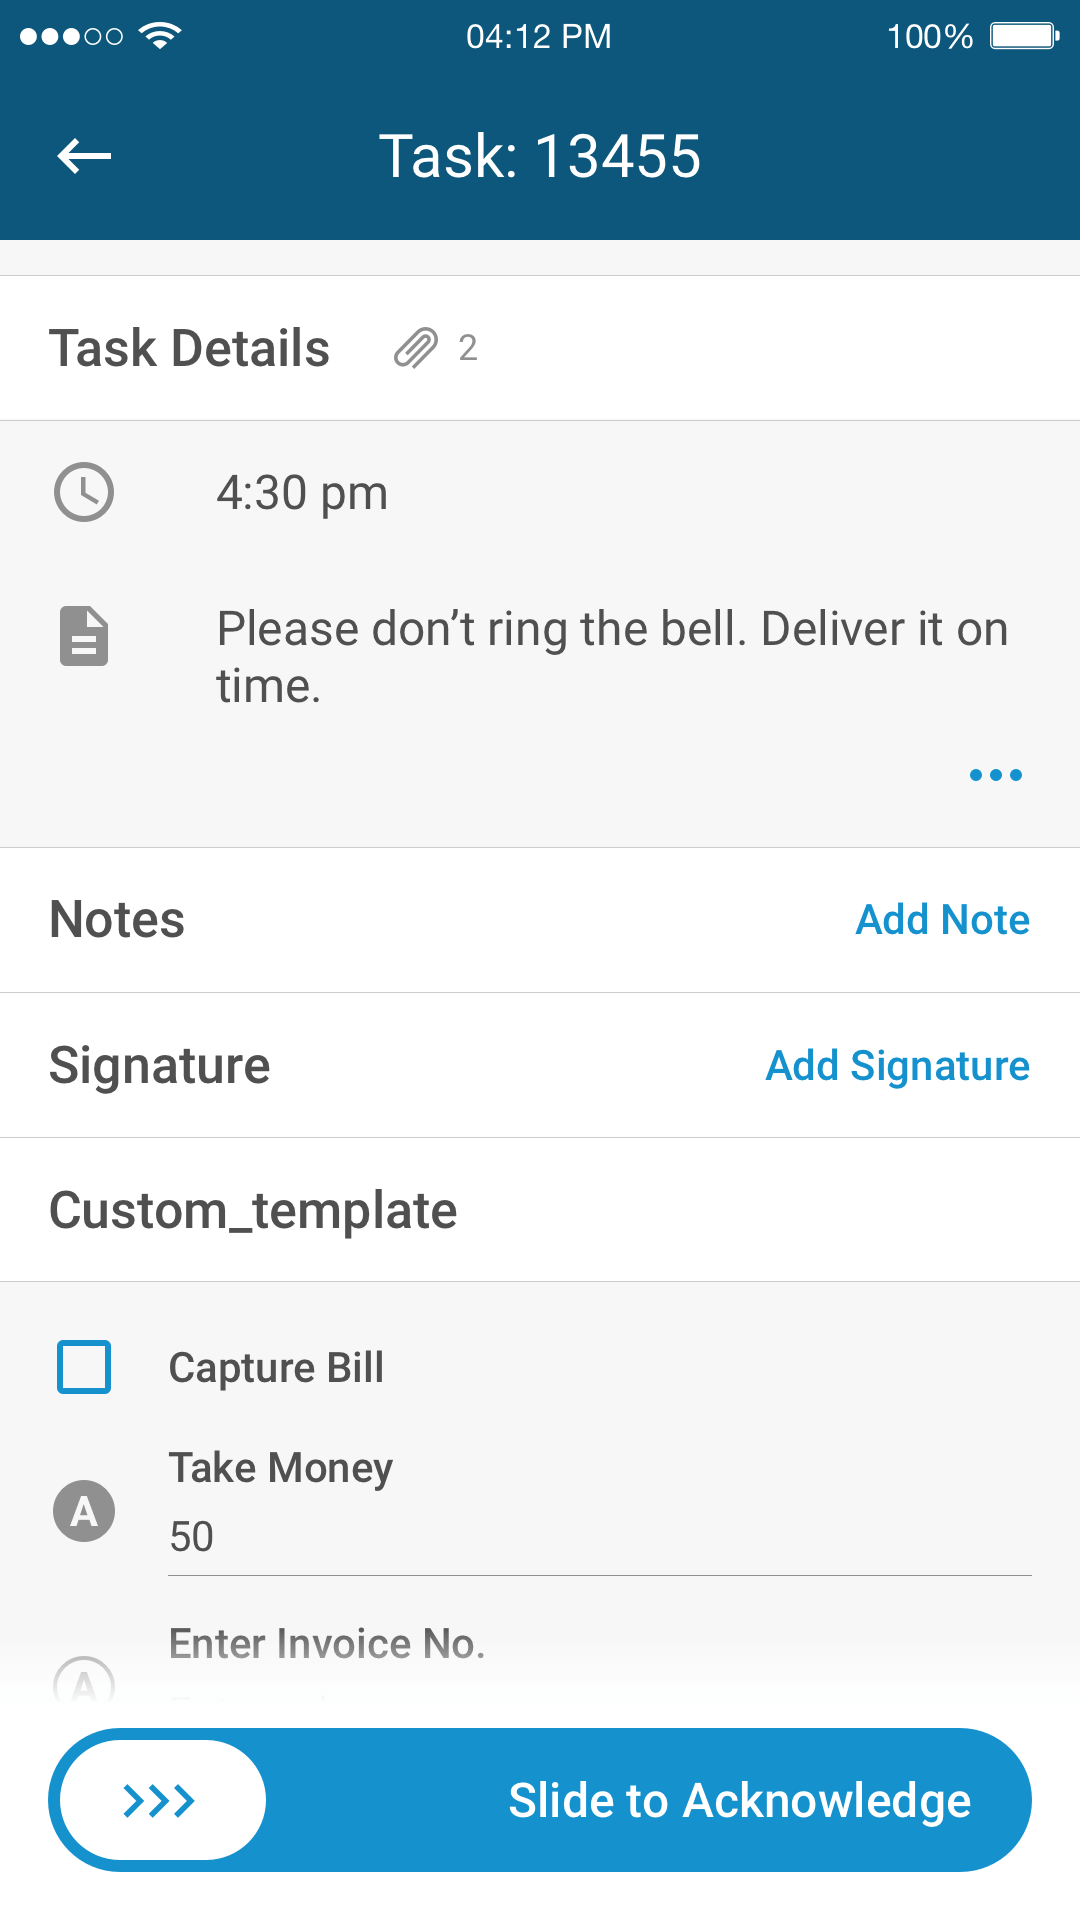 04:12 PM
100%
Task: 13455
Task Details
2
4:30 pm
Please don’t ring the bell. Deliver it on
time.
Notes
Add Note
Signature
Add Signature
Custom_template
Capture Bill
Take Money
A
50
Enter Invoice No.
A
>>>
Slide to Acknowledge